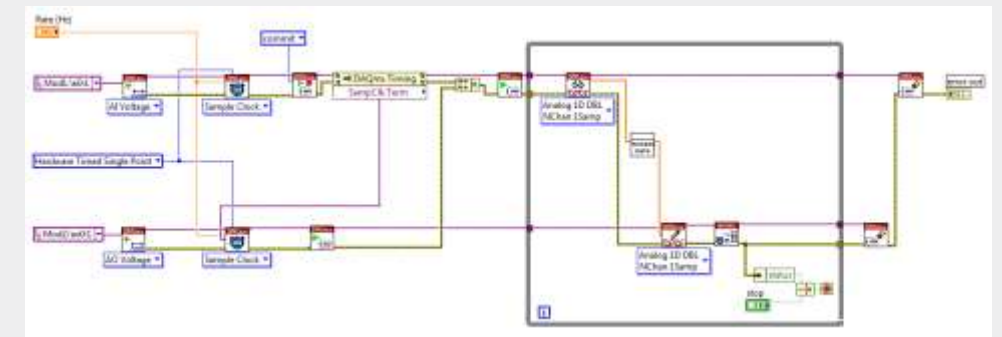 Rate (Hz)
commit
DAQmx Timing
SampClk.Term
AI Voltage
Sample Clock
Analog 1D DBL
NChan 1Samp
error out
Hardware Timed Single Point
AO Voltage
Sample Clock
Analog 1D DBL
NChan 1Samp
status
stop
i